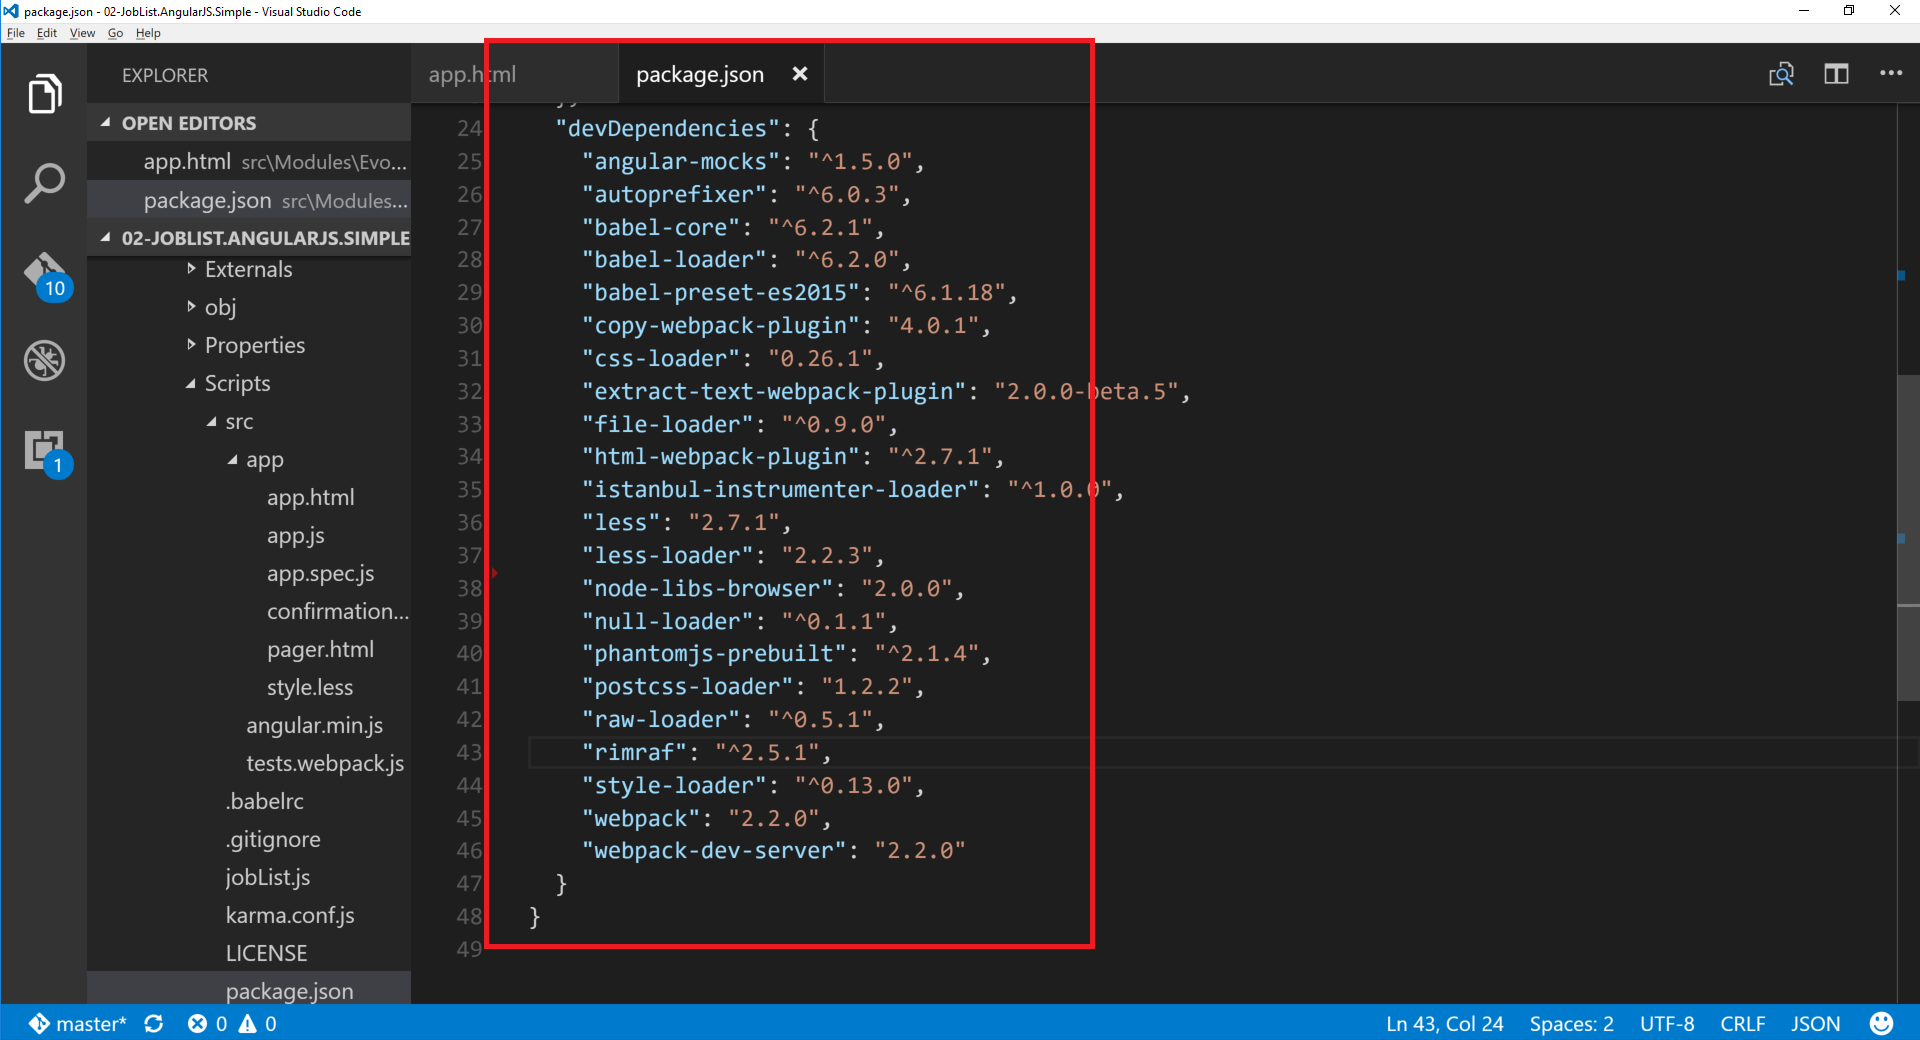 package.json - 02-JobList.AngularJS.Simple - Visual Studio Code
File Edit View Go Help
EXPLORER
OPEN EDITORS
app.html src\Modules\Evo...
package.json src\Modules...
02-JOBLIST.ANGULARJS.SIMPLE
Externals
obj
Properties
Scripts
src
app
app.html
app.js
app.spec.js
confirmation...
pager.html
style.less
angular.min.js
tests.webpack.js
.babelrc
.gitignore
jobList.js
karma.conf.js
LICENSE
package.json
10
1
app.html package.json
24 "devDependencies": {
25 "angular-mocks": "^1.5.0",
26 "autoprefixer": "^6.0.3",
27 "babel-core": "^6.2.1",
28 "babel-loader": "^6.2.0",
29 "babel-preset-es2015": "^6.1.18",
30 "copy-webpack-plugin": "4.0.1",
31 "css-loader": "0.26.1",
32 "extract-text-webpack-plugin": "2.0.0-beta.5",
33 "file-loader": "^0.9.0",
34 "html-webpack-plugin": "^2.7.1",
35 "istanbul-instrumenter-loader": "^1.0.0",
36 "less": "2.7.1",
37 "less-loader": "2.2.3",
38 "node-libs-browser": "2.0.0",
39 "null-loader": "^0.1.1",
40 "phantomjs-prebuilt": "^2.1.4",
41 "postcss-loader": "1.2.2",
42 "raw-loader": "^0.5.1",
43 "rimraf": "^2.5.1",
44 "style-loader": "^0.13.0",
45 "webpack": "2.2.0",
46 "webpack-dev-server": "2.2.0"
47 }
48 }
49
master* 0 0 Ln 43, Col 24 Spaces: 2 UTF-8 CRLF JSON